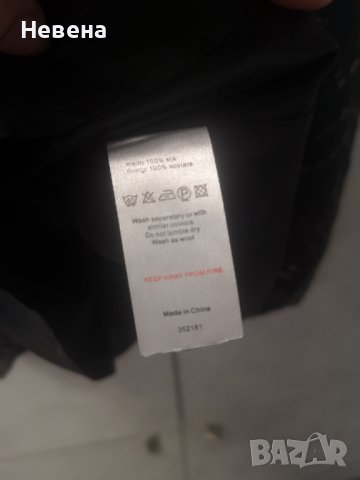 Невена
main: 100% silk
lining: 100% acetate
P
Wash separately or with
similar colours
Do not tumble dry
Wash as wool
KEEP AWAY FROM FIRE
Made in China
BAZAR